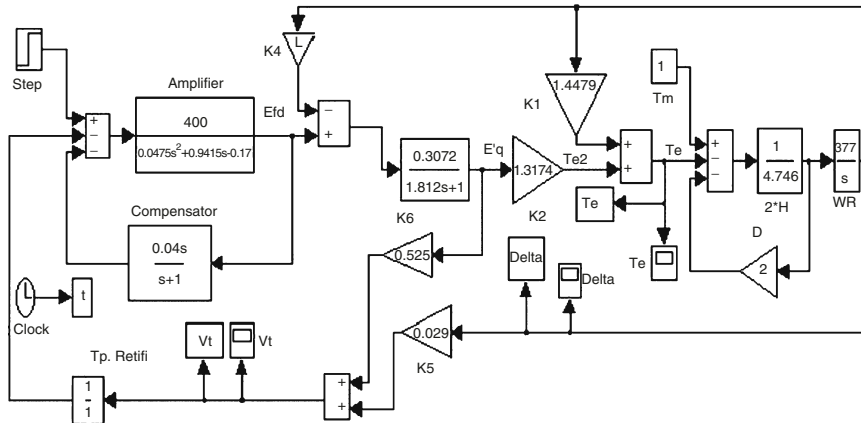 L
K4
Step
Amplifier
400
0.0475s²+0.9415s-0.17
Efd
Compensator
0.04s
s+1
t
Clock
0.3072
1.812s+1
E'q
1.4479
K1
1.3174
K2
Te2
1
Tm
Te
Te
Te
1
4.746
2*H
377
s
WR
D
2
K6
0.525
Delta
Delta
0.029
K5
Tp. Retifi
1
1
Vt
Vt